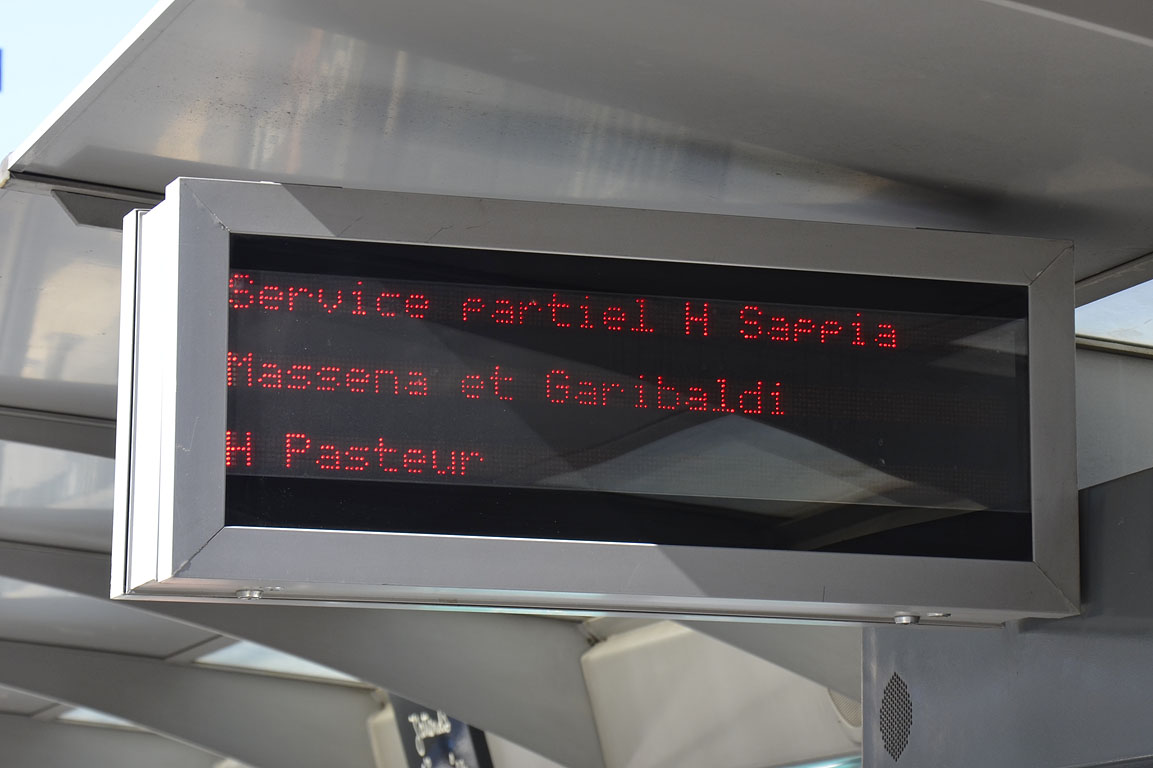 Service partiel H Sappia
Massena et Garibaldi
H Pasteur